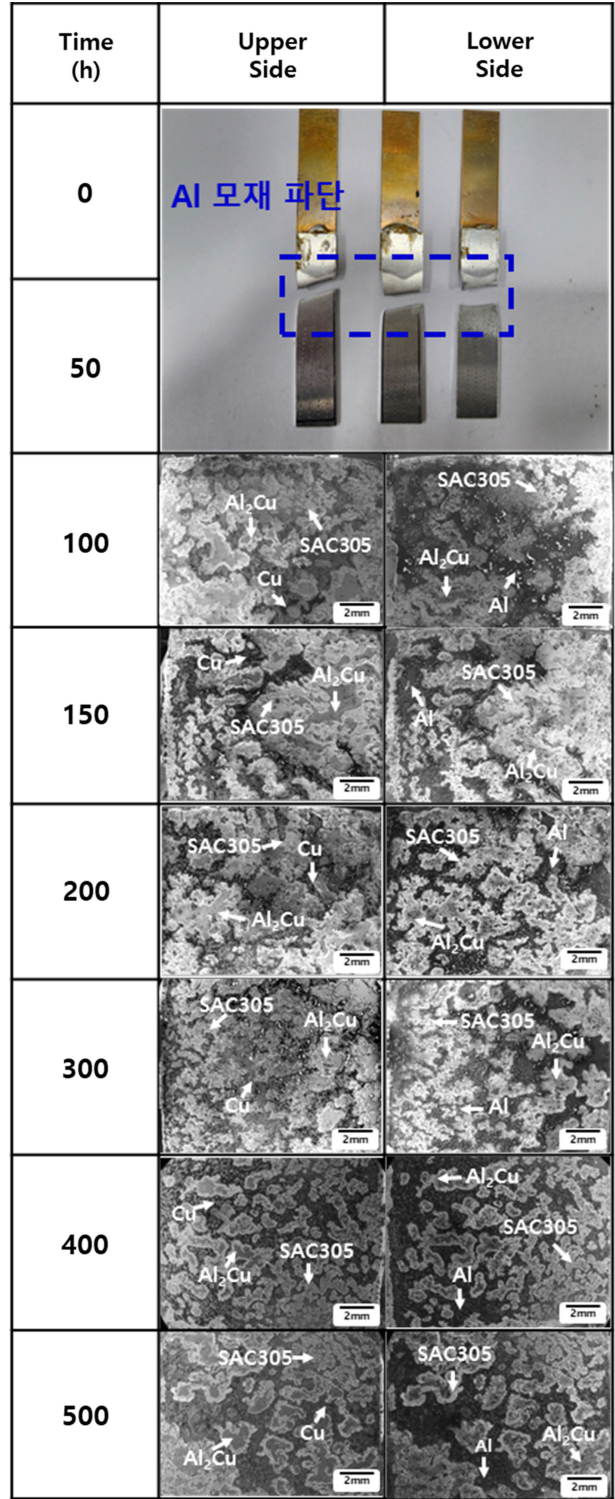 Time
(h)
Upper
Side
Lower
Side
0
Al 모재 파단
50
100
Al₂Cu
SAC305
Cu
2mm
SAC305
Al₂Cu
Al
2mm
150
Cu
Al₂Cu
SAC305
2mm
SAC305
Al
Al₂Cu
2mm
200
SAC305
Cu
Al₂Cu
2mm
SAC305
Al
Al₂Cu
2mm
300
SAC305
Al₂Cu
Cu
2mm
SAC305
Al₂Cu
Al
2mm
400
Cu
SAC305
Al₂Cu
2mm
Al₂Cu
SAC305
Al
2mm
500
SAC305
Cu
Al₂Cu
2mm
SAC305
Al
Al₂Cu
2mm